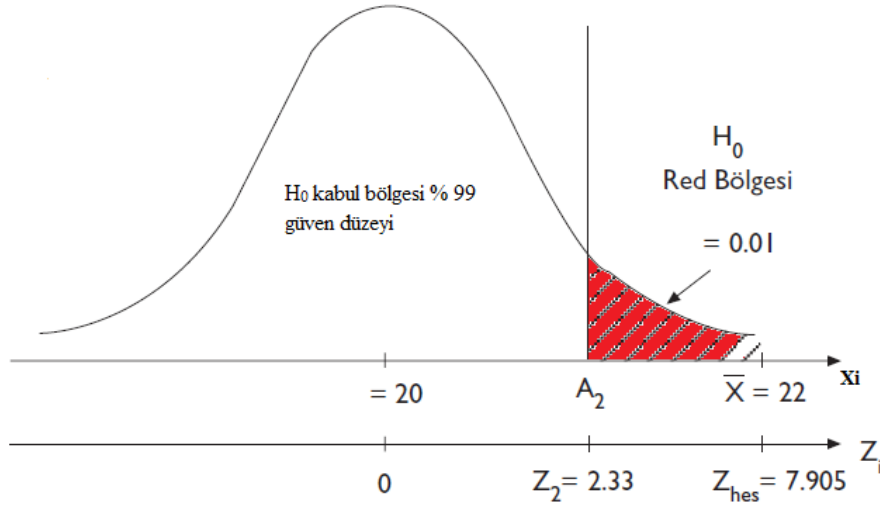 H₀
Red Bölgesi
= 0.01
H₀ kabul bölgesi % 99
güven düzeyi
= 20
A₂
X̅ = 22
Xi
0
Z₂= 2.33
Zₕₑₛ = 7.905
Zᵢ